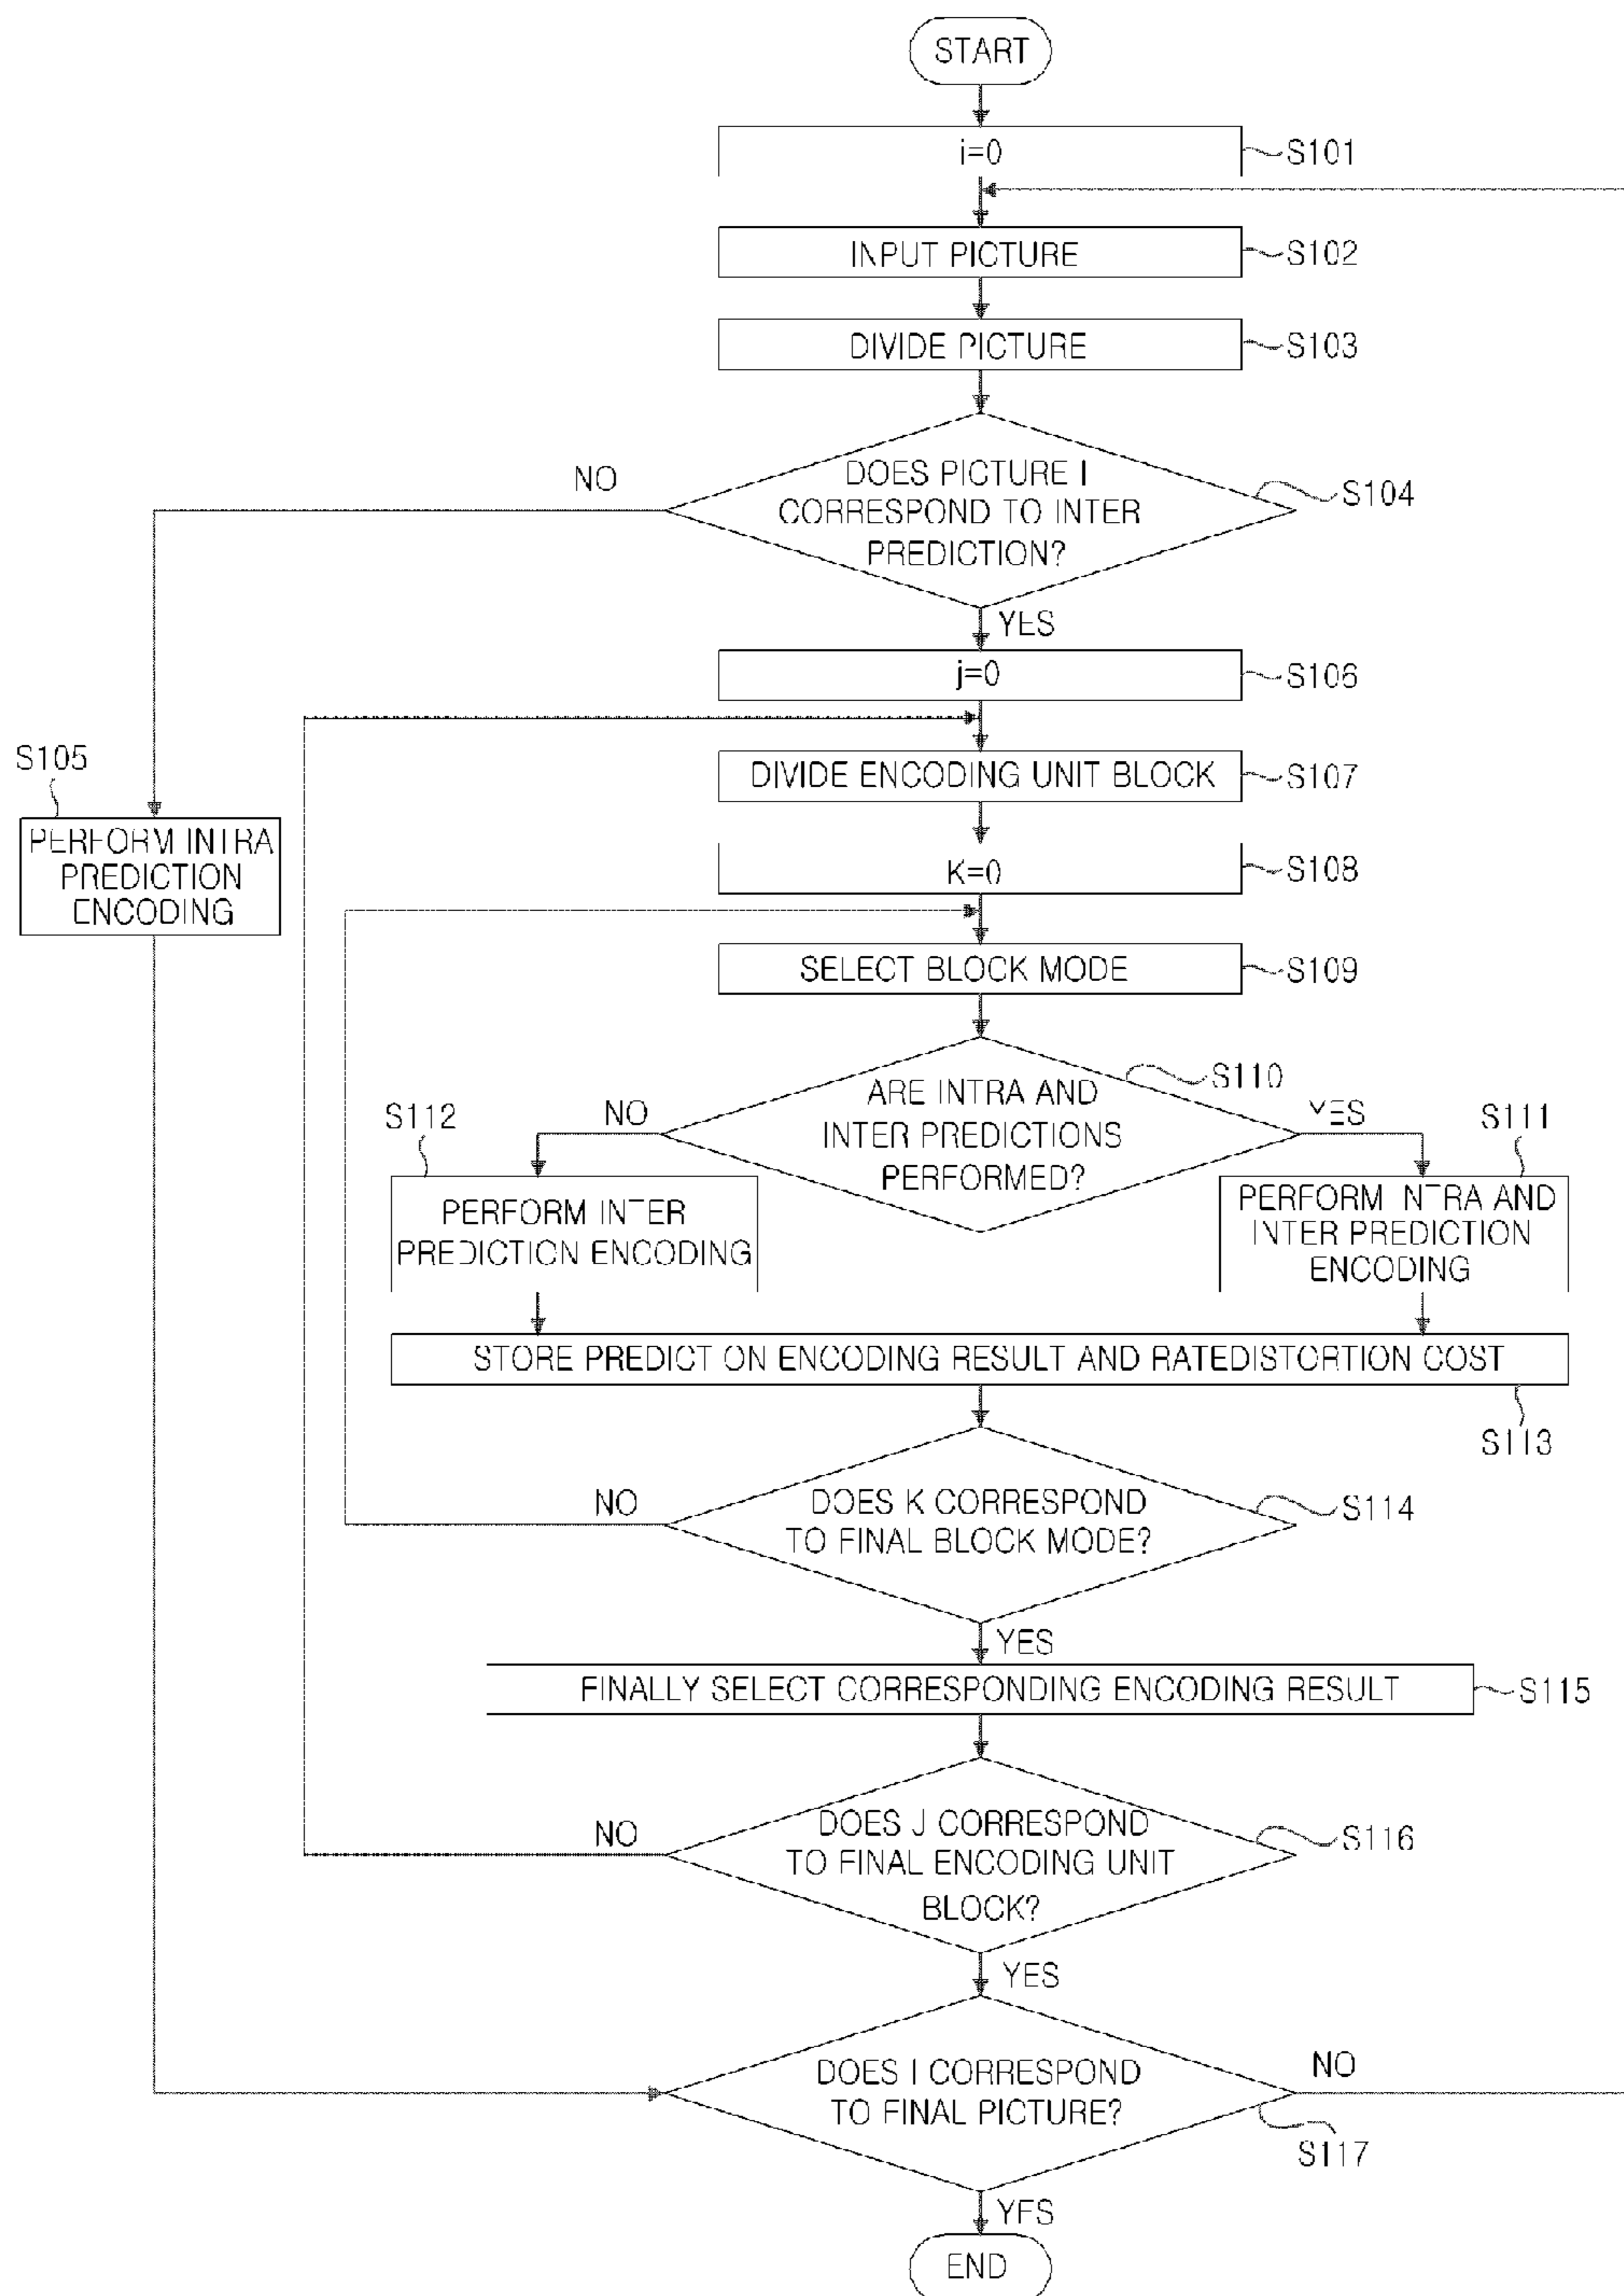 START
i=0
S101
INPUT PICTURE
S102
DIVIDE PICTURE
S103
DOES PICTURE I
CORRESPOND TO INTER
PREDICTION?
S104
NO
YES
j=0
S106
S105
PERFORM INTRA
PREDICTION
ENCODING
DIVIDE ENCODING UNIT BLOCK
S107
K=0
S108
SELECT BLOCK MODE
S109
ARE INTRA AND
INTER PREDICTIONS
PERFORMED?
S110
NO
YES
S112
S111
PERFORM INTER
PREDICTION ENCODING
PERFORM INTRA AND
INTER PREDICTION
ENCODING
STORE PREDICTION ENCODING RESULT AND RATEDISTORTION COST
S113
DOES K CORRESPOND
TO FINAL BLOCK MODE?
S114
NO
YES
FINALLY SELECT CORRESPONDING ENCODING RESULT
S115
DOES J CORRESPOND
TO FINAL ENCODING UNIT
BLOCK?
S116
NO
YES
DOES I CORRESPOND
TO FINAL PICTURE?
NO
S117
YES
END